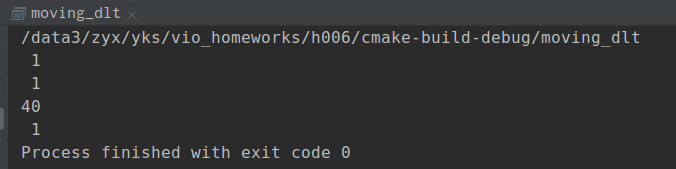 moving_dlt
/data3/zyx/yks/vio_homeworks/h006/cmake-build-debug/moving_dlt
1
1
40
1
Process finished with exit code 0